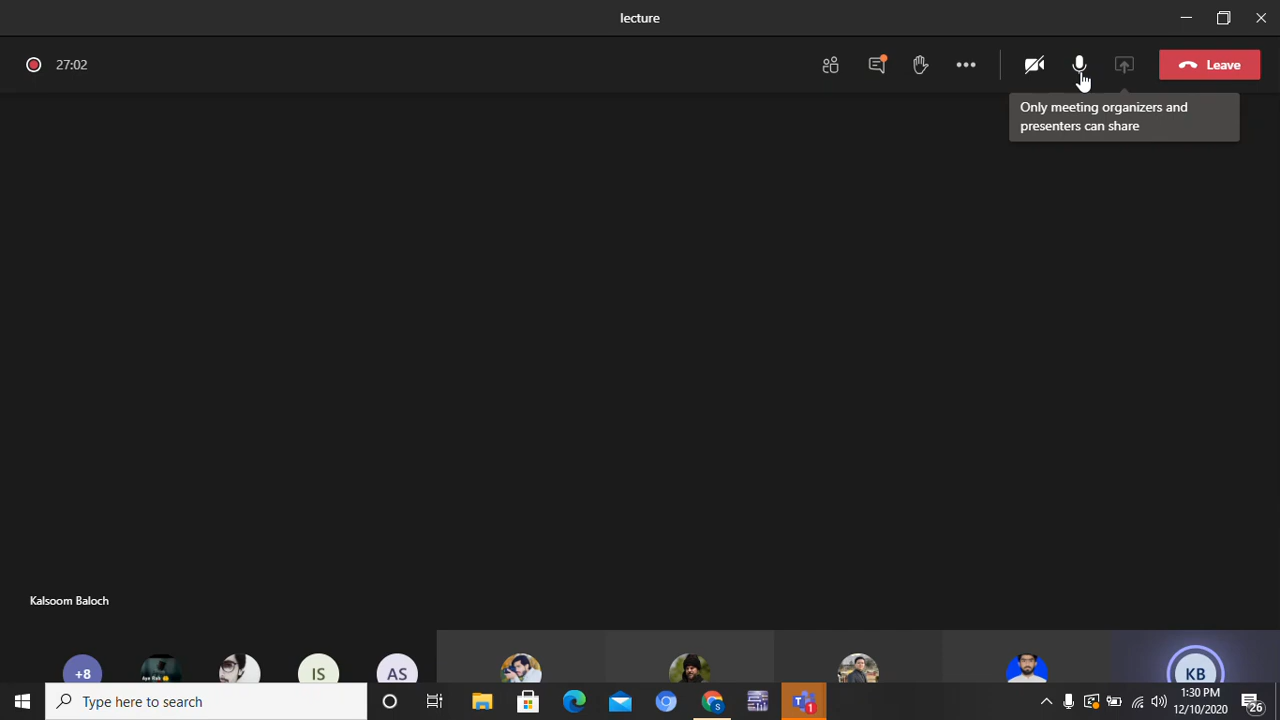 lecture
27:02
Leave
Only meeting organizers and
presenters can share
Kalsoom Baloch
+8
IS
AS
KB
Type here to search
1
1:30 PM
12/10/2020
26